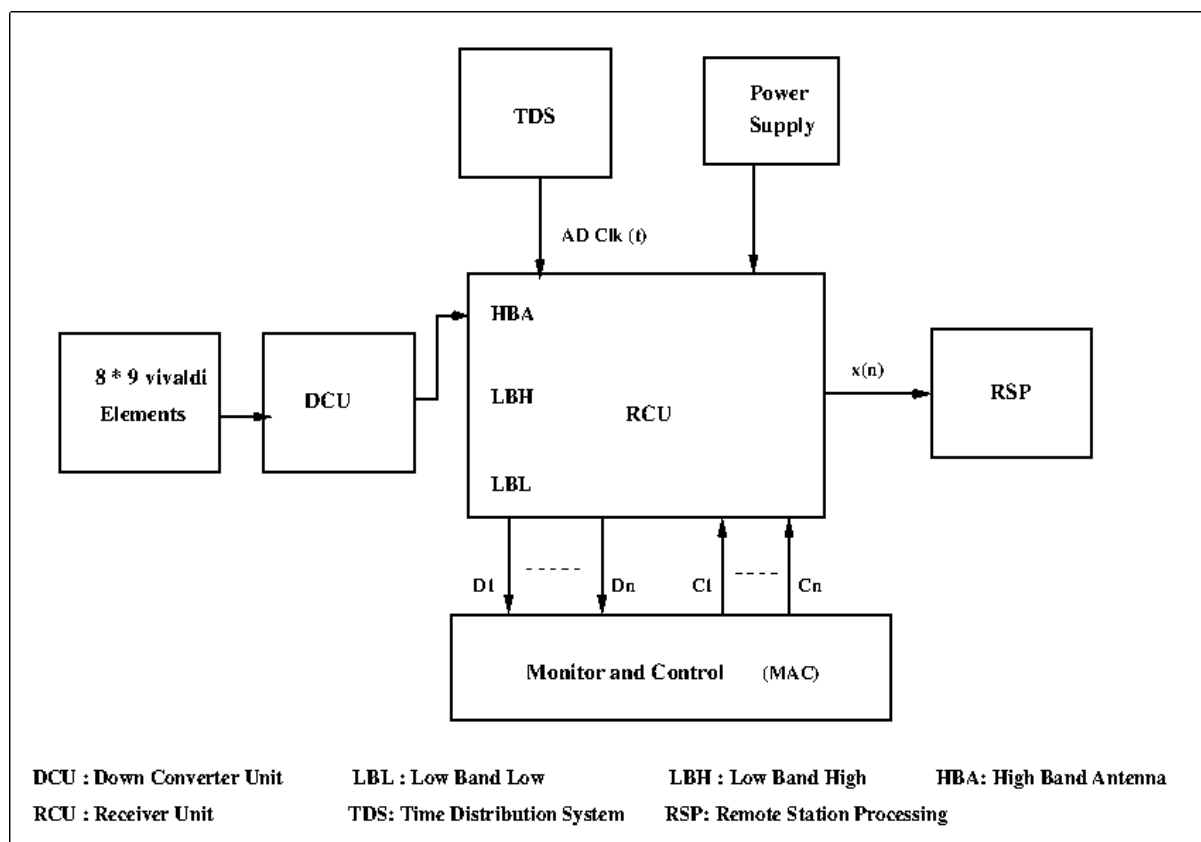 TDS
Power
Supply
AD Clk (t)
HBA
8 * 9 vivaldi
Elements
DCU
LBH
RCU
x(n)
RSP
LBL
D1 ----- Dn C1 ---- Cn
Monitor and Control (MAC)
DCU : Down Converter Unit LBL : Low Band Low LBH : Low Band High HBA: High Band Antenna
RCU : Receiver Unit TDS: Time Distribution System RSP: Remote Station Processing